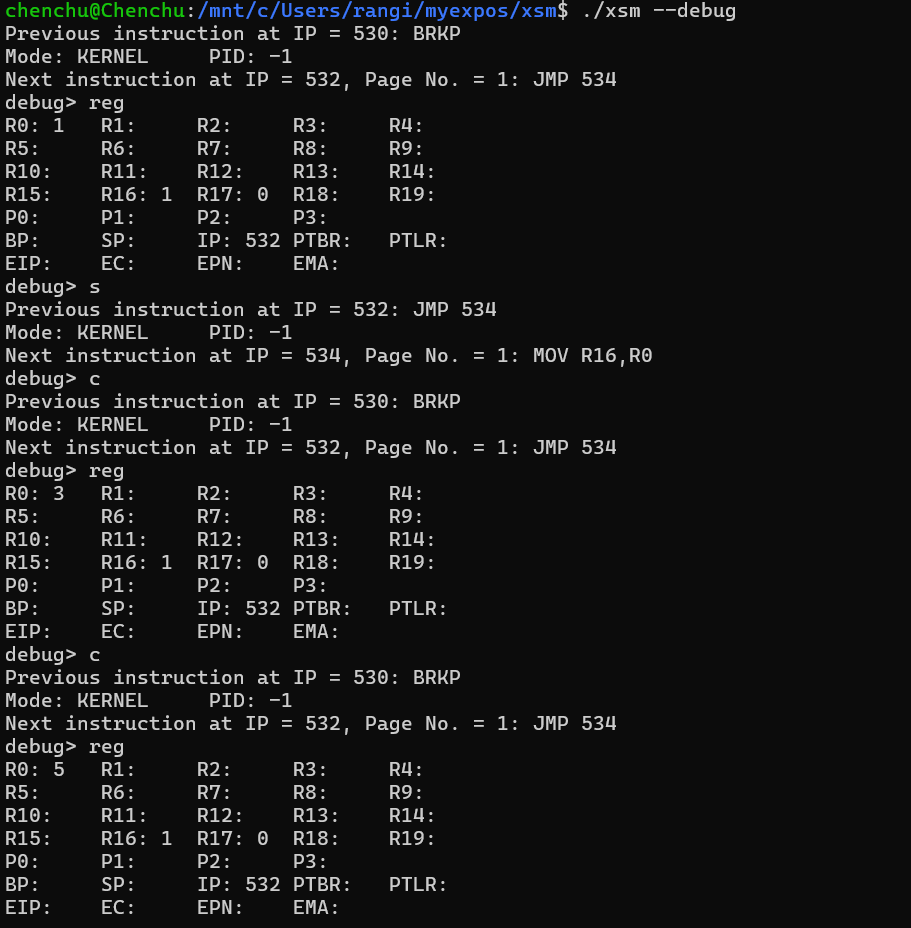 chenchu@Chenchu:/mnt/c/Users/rangi/myexpos/xsm$ ./xsm --debug
Previous instruction at IP = 530: BRKP
Mode: KERNEL     PID: -1
Next instruction at IP = 532, Page No. = 1: JMP 534
debug> reg
R0: 1   R1:     R2:     R3:     R4:
R5:     R6:     R7:     R8:     R9:
R10:    R11:    R12:    R13:    R14:
R15:    R16: 1  R17: 0  R18:    R19:
P0:     P1:     P2:     P3:
BP:     SP:     IP: 532 PTBR:   PTLR:
EIP:    EC:     EPN:    EMA:
debug> s
Previous instruction at IP = 532: JMP 534
Mode: KERNEL     PID: -1
Next instruction at IP = 534, Page No. = 1: MOV R16,R0
debug> c
Previous instruction at IP = 530: BRKP
Mode: KERNEL     PID: -1
Next instruction at IP = 532, Page No. = 1: JMP 534
debug> reg
R0: 3   R1:     R2:     R3:     R4:
R5:     R6:     R7:     R8:     R9:
R10:    R11:    R12:    R13:    R14:
R15:    R16: 1  R17: 0  R18:    R19:
P0:     P1:     P2:     P3:
BP:     SP:     IP: 532 PTBR:   PTLR:
EIP:    EC:     EPN:    EMA:
debug> c
Previous instruction at IP = 530: BRKP
Mode: KERNEL     PID: -1
Next instruction at IP = 532, Page No. = 1: JMP 534
debug> reg
R0: 5   R1:     R2:     R3:     R4:
R5:     R6:     R7:     R8:     R9:
R10:    R11:    R12:    R13:    R14:
R15:    R16: 1  R17: 0  R18:    R19:
P0:     P1:     P2:     P3:
BP:     SP:     IP: 532 PTBR:   PTLR:
EIP:    EC:     EPN:    EMA: